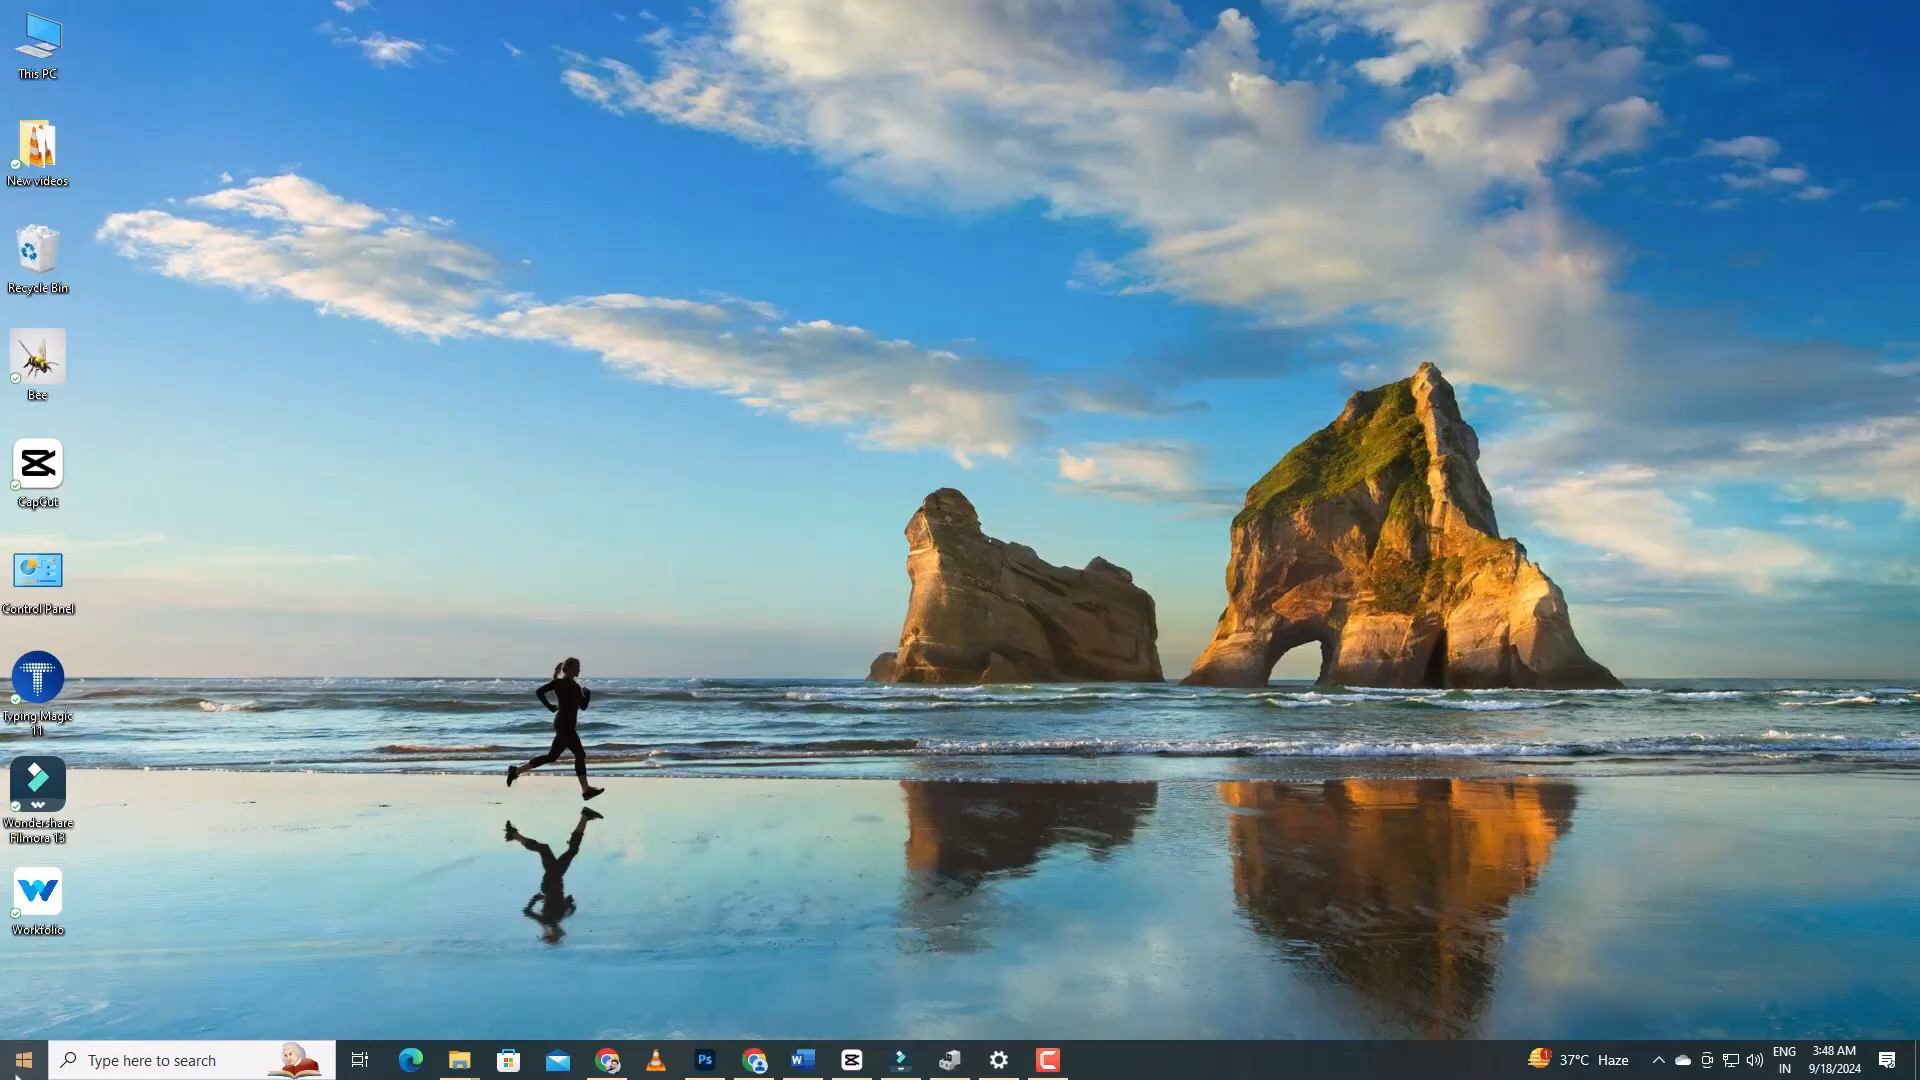 This PC
New videos
Recycle Bin
Bee
CapCut
Control Panel
Typing Magic
11
Wondershare
Filmora 13
Workfolio
Type here to search
Ps
W
37°C Haze
ENG
IN
3:48 AM
9/18/2024